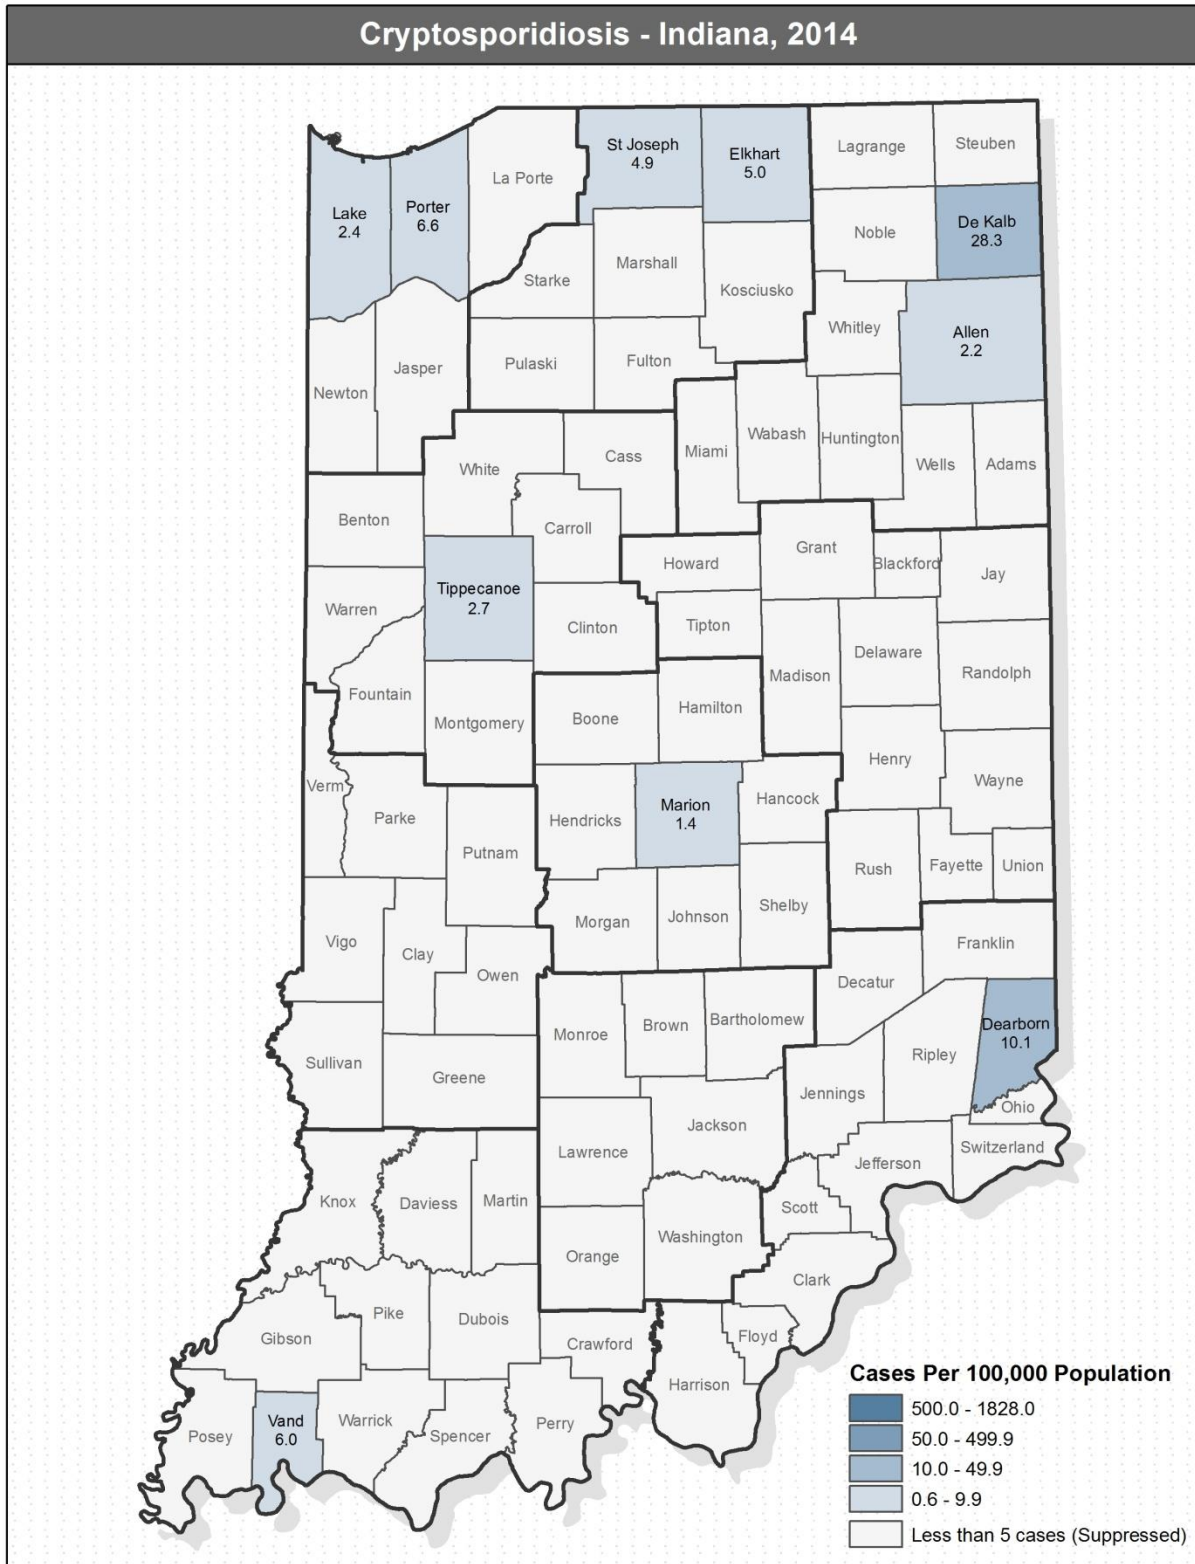 Cryptosporidiosis - Indiana, 2014
St Joseph
4.9
Elkhart
5.0
Lagrange
Steuben
La Porte
Lake
2.4
Porter
6.6
Noble
De Kalb
28.3
Starke
Marshall
Kosciusko
Whitley
Allen
2.2
Newton
Jasper
Pulaski
Fulton
White
Cass
Miami
Wabash
Huntington
Wells
Adams
Benton
Carroll
Howard
Grant
Blackford
Jay
Warren
Tippecanoe
2.7
Clinton
Tipton
Madison
Delaware
Randolph
Fountain
Montgomery
Boone
Hamilton
Henry
Wayne
Verm
Parke
Putnam
Hendricks
Marion
1.4
Hancock
Rush
Fayette
Union
Vigo
Clay
Owen
Morgan
Johnson
Shelby
Franklin
Decatur
Sullivan
Greene
Monroe
Brown
Bartholomew
Dearborn
10.1
Ripley
Jennings
Ohio
Jackson
Lawrence
Switzerland
Jefferson
Knox
Daviess
Martin
Scott
Orange
Washington
Clark
Gibson
Pike
Dubois
Crawford
Floyd
Harrison
Posey
Vand
6.0
Warrick
Spencer
Perry
Cases Per 100,000 Population
500.0 - 1828.0
50.0 - 499.9
10.0 - 49.9
0.6 - 9.9
Less than 5 cases (Suppressed)